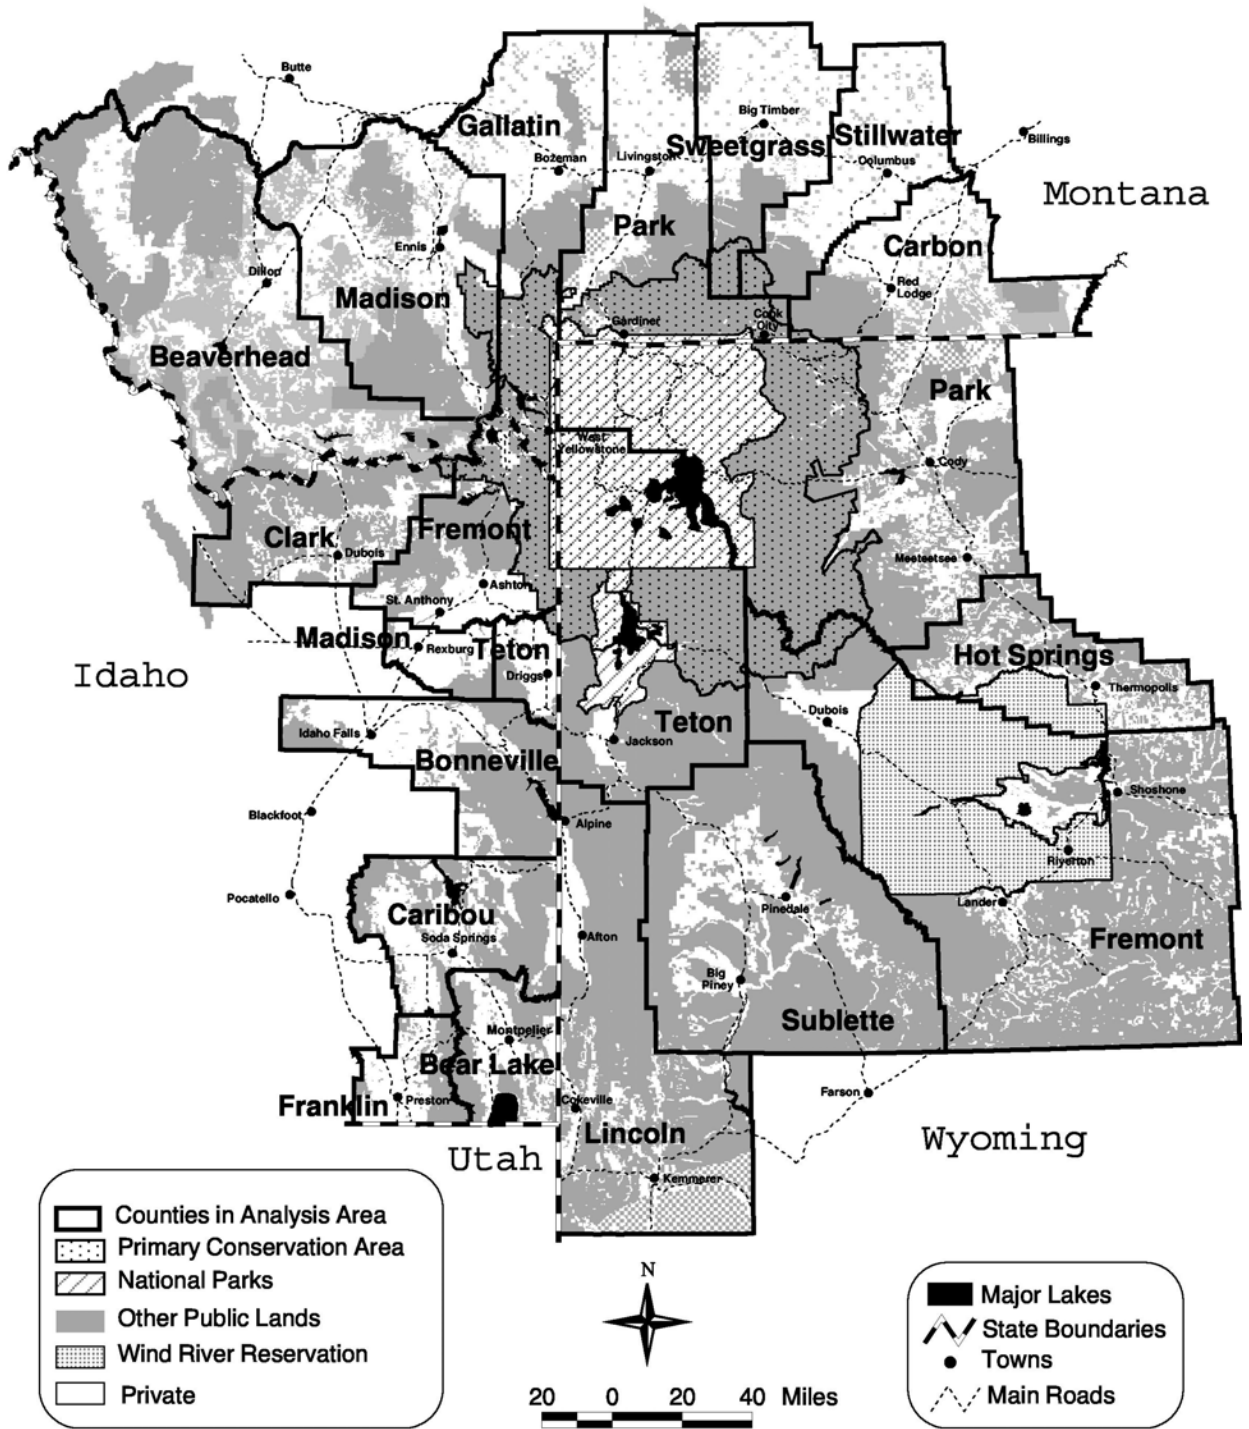 Butte
Gallatin
Big Timber
Sweetgrass
Stillwater
Billings
Bozeman
Livingston
Columbus
Montana
Park
Carbon
Ennis
Dillon
Madison
Red
Lodge
Gardiner
Cook
City
Beaverhead
Park
West
Yellowstone
Cody
Fremont
Clark
Dubois
Meeteetse
Ashton
St. Anthony
Madison
Rexburg
Teton
Hot Springs
Idaho
Driggs
Thermopolis
Dubois
Teton
Idaho Falls
Jackson
Bonneville
Shoshone
Blackfoot
Alpine
Riverton
Pocatello
Pinedale
Lander
Caribou
Soda Springs
Afton
Fremont
Big
Piney
Sublette
Montpelier
Bear Lake
Farson
Franklin
Preston
Cokeville
Lincoln
Wyoming
Utah
Kemmerer
Counties in Analysis Area
Primary Conservation Area
National Parks
Other Public Lands
Wind River Reservation
Private
N
20 0 20 40 Miles
Major Lakes
State Boundaries
Towns
Main Roads